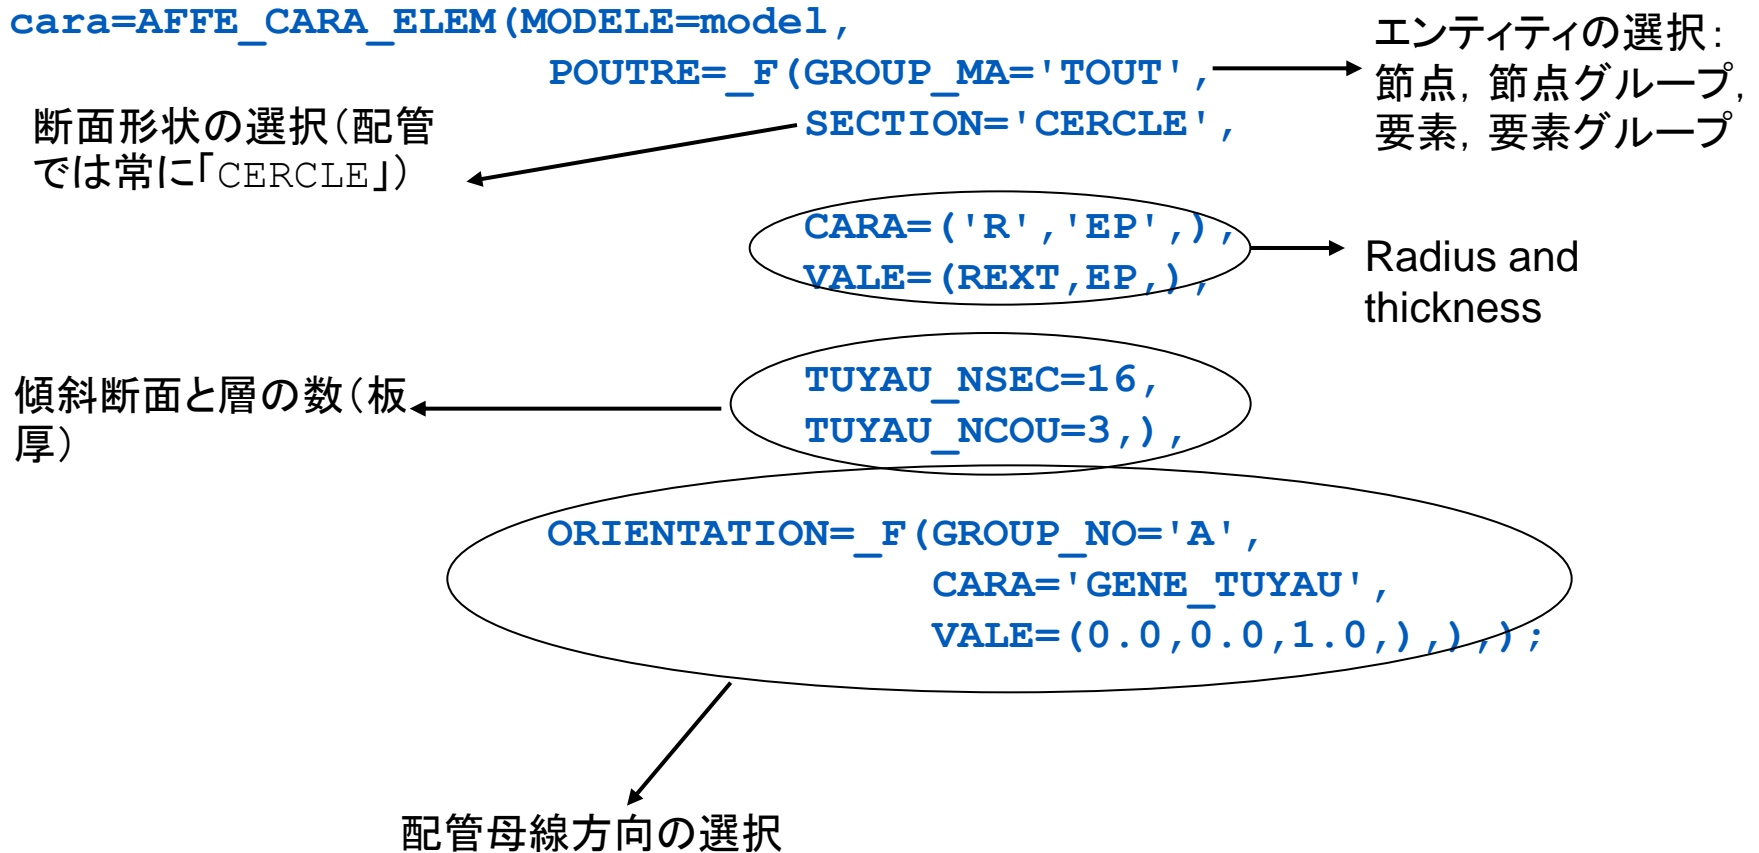 cara=AFFE_CARA_ELEM(MODELE=model,
POUTRE=_F(GROUP_MA='TOUT',
SECTION='CERCLE',
エンティティの選択：
節点，節点グループ，
要素，要素グループ
断面形状の選択（配管
では常に「CERCLE」）
CARA=('R','EP',),
VALE=(REXT,EP,),
Radius and
thickness
TUYAU_NSEC=16,
TUYAU_NCOU=3,),
傾斜断面と層の数（板
厚）
ORIENTATION=_F(GROUP_NO='A',
CARA='GENE_TUYAU',
VALE=(0.0,0.0,1.0,),),);
配管母線方向の選択